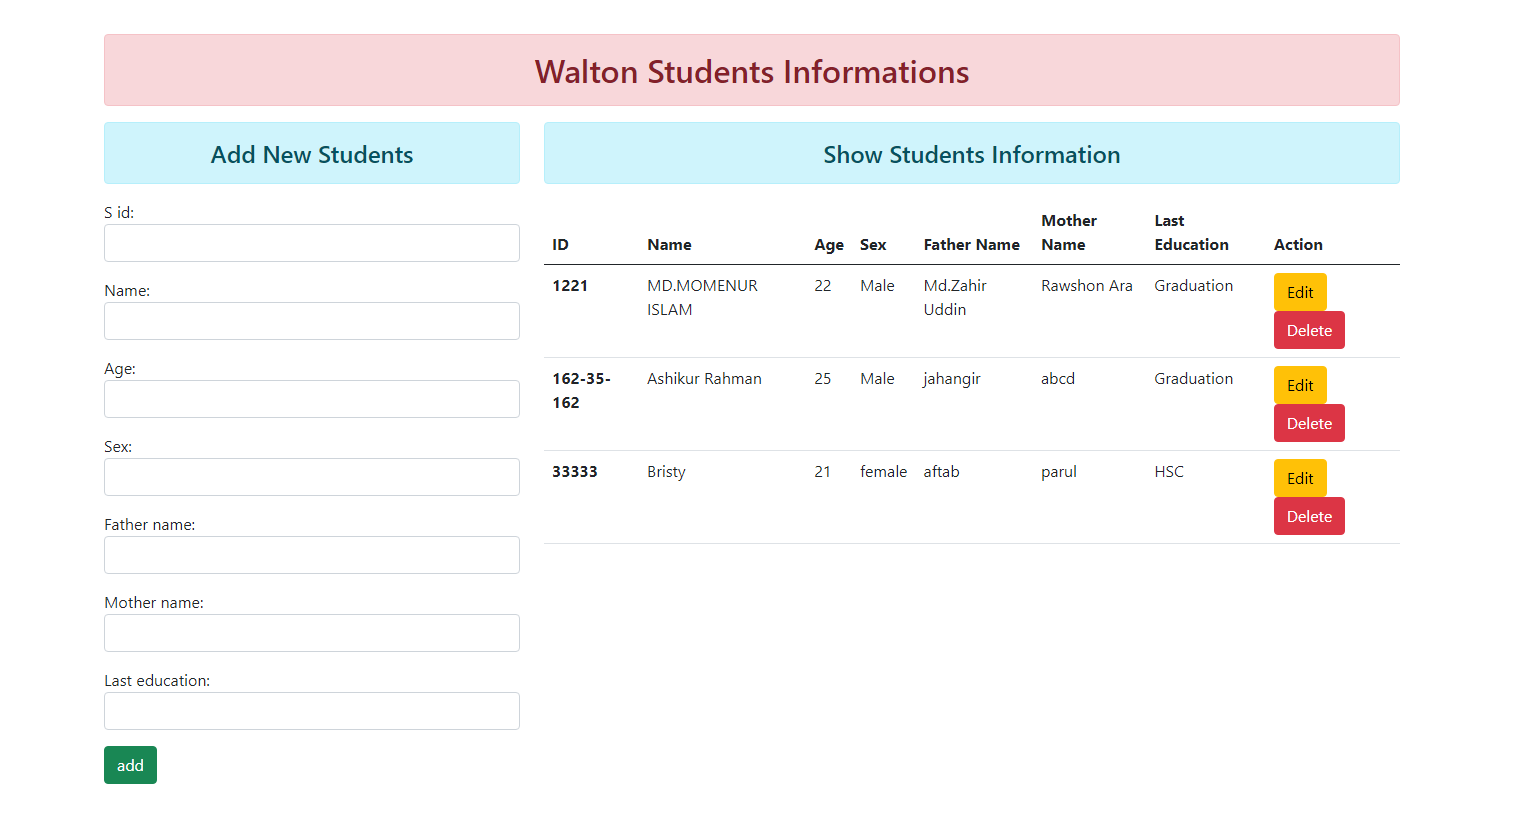 Walton Students Informations
Add New Students
S id:
Name:
Age:
Sex:
Father name:
Mother name:
Last education:
add
Show Students Information
ID Name Age Sex Father Name Mother Name Last Education Action
1221 MD.MOMENUR ISLAM 22 Male Md.Zahir Uddin Rawshon Ara Graduation Edit
Delete
162-35-162 Ashikur Rahman 25 Male jahangir abcd Graduation Edit
Delete
33333 Bristy 21 female aftab parul HSC Edit
Delete